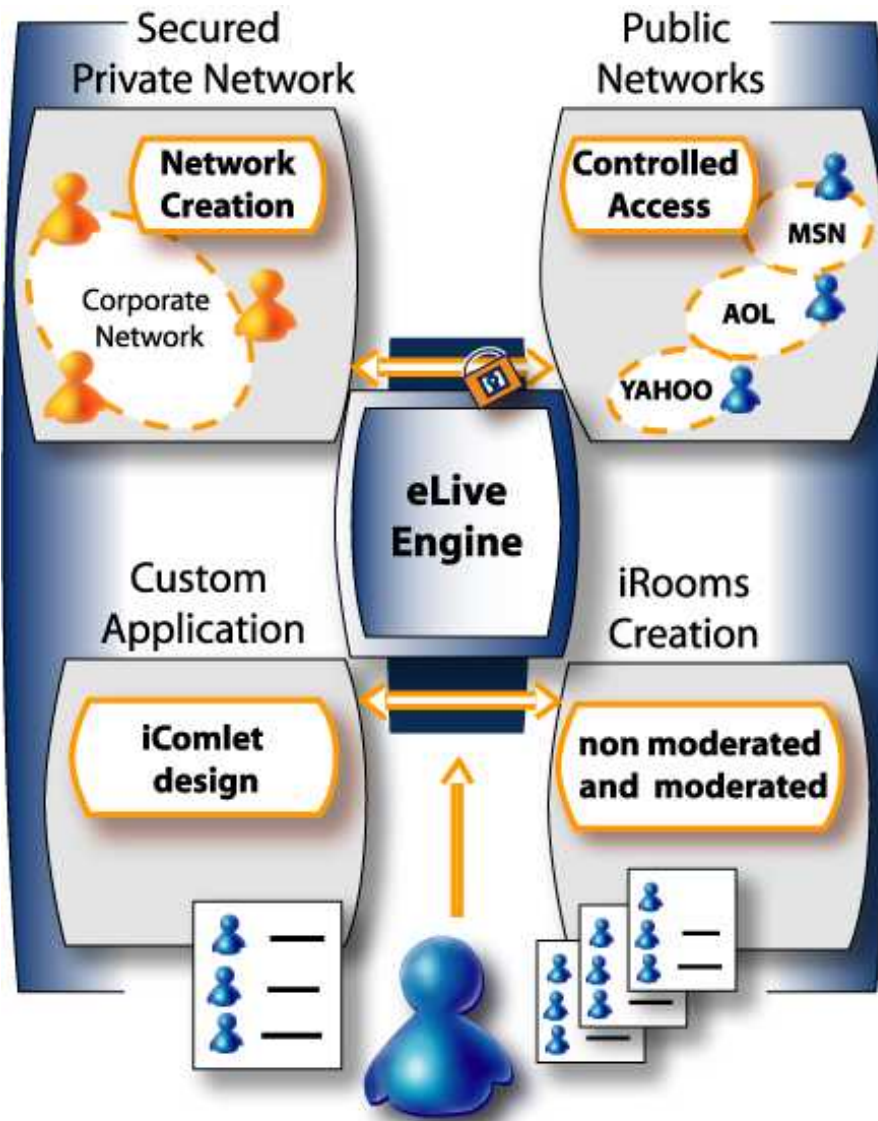 Secured
Private Network
Public
Networks
Network
Creation
Controlled
Access
MSN
Corporate
Network
AOL
YAHOO
eLive
Engine
Custom
Application
iRooms
Creation
iComlet
design
non moderated
and moderated